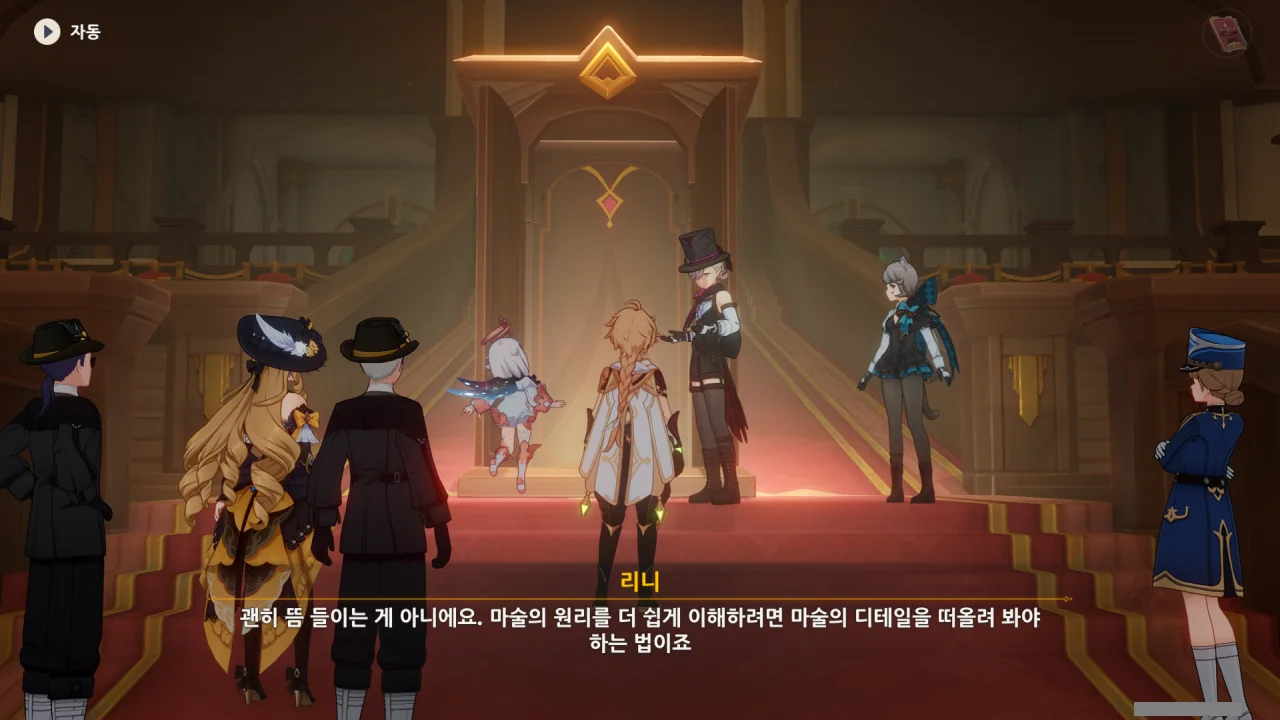 자동
리니
괜히 뜸 들이는 게 아니에요. 마술의 원리를 더 쉽게 이해하려면 마술의 디테일을 떠올려 봐야
하는 법이죠